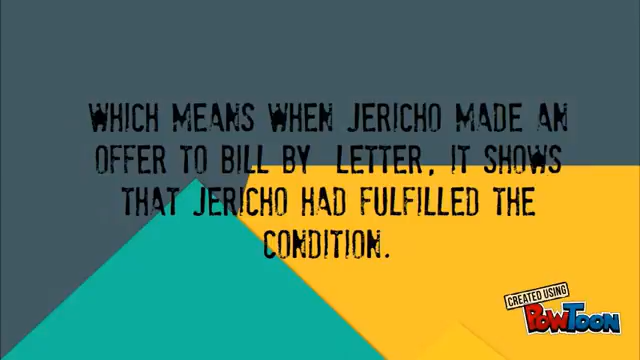 WHICH MEANS WHEN JERICHO MADE AN
OFFER TO BILL BY LETTER, IT SHOWS
THAT JERICHO HAD FULFILLED THE
CONDITION.
CREATED USING
POWTOON